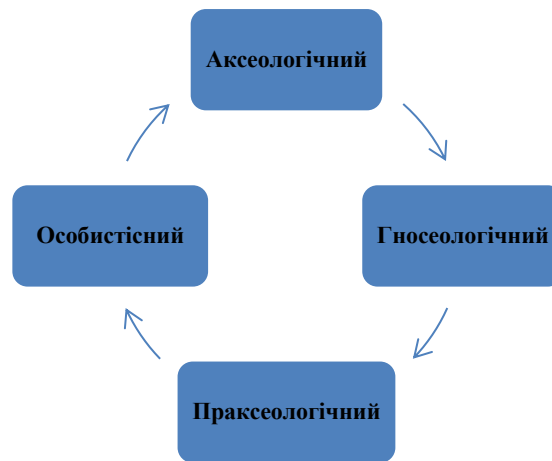 Аксеологічний
Гносеологічний
Праксеологічний
Особистісний